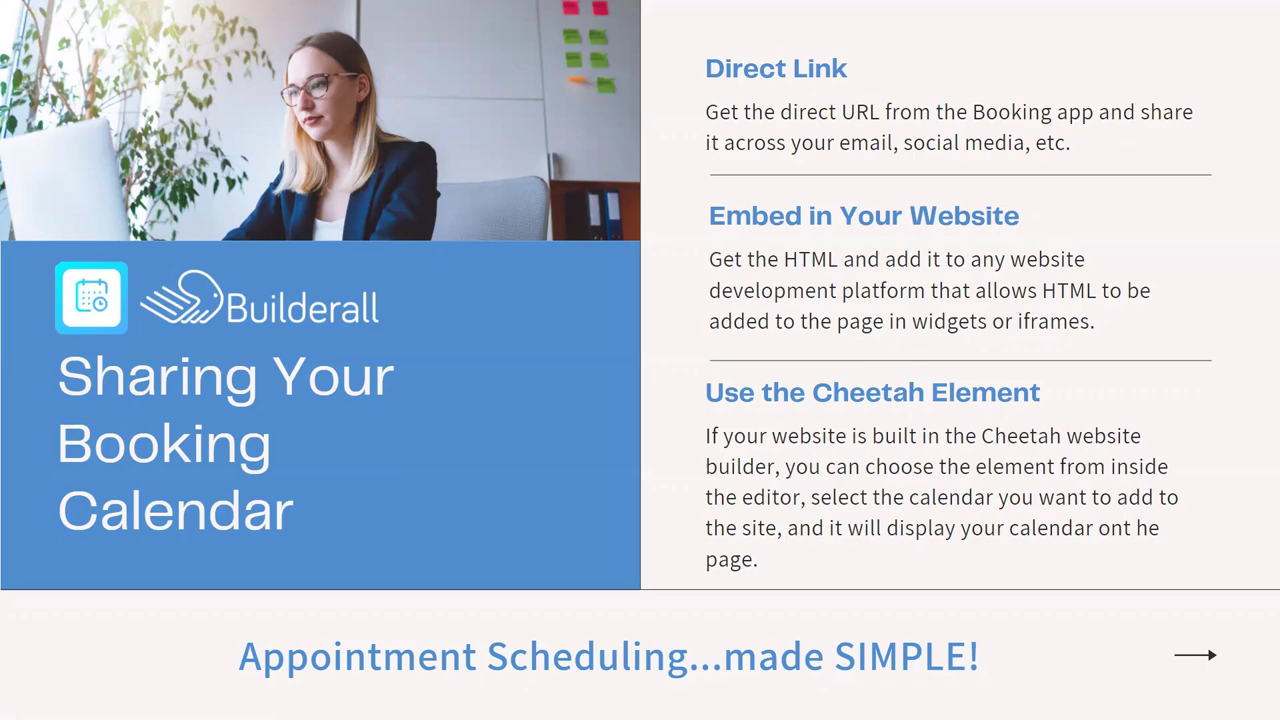 Builderall
Sharing Your
Booking
Calendar
Direct Link
Get the direct URL from the Booking app and share
it across your email, social media, etc.
Embed in Your Website
Get the HTML and add it to any website
development platform that allows HTML to be
added to the page in widgets or iframes.
Use the Cheetah Element
If your website is built in the Cheetah website
builder, you can choose the element from inside
the editor, select the calendar you want to add to
the site, and it will display your calendar ont he
page.
Appointment Scheduling...made SIMPLE!